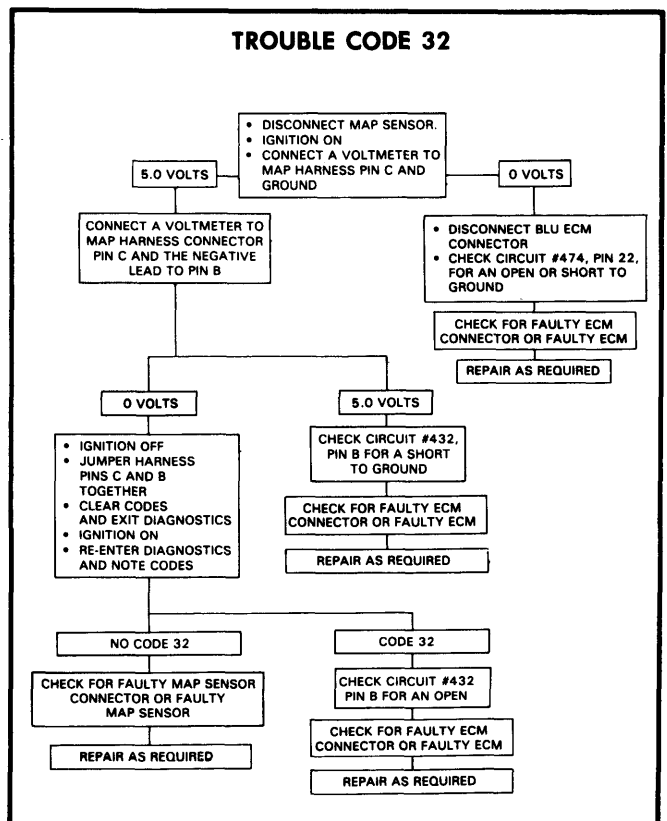 TROUBLE CODE 32
• DISCONNECT MAP SENSOR.
• IGNITION ON
• CONNECT A VOLTMETER TO
MAP HARNESS PIN C AND
GROUND
5.0 VOLTS
0 VOLTS
CONNECT A VOLTMETER TO
MAP HARNESS CONNECTOR
PIN C AND THE NEGATIVE
LEAD TO PIN B
• DISCONNECT BLU ECM
CONNECTOR
• CHECK CIRCUIT #474, PIN 22,
FOR AN OPEN OR SHORT TO
GROUND
CHECK FOR FAULTY ECM
CONNECTOR OR FAULTY ECM
REPAIR AS REQUIRED
0 VOLTS
5.0 VOLTS
• IGNITION OFF
• JUMPER HARNESS
PINS C AND B
TOGETHER
• CLEAR CODES
AND EXIT DIAGNOSTICS
• IGNITION ON
• RE-ENTER DIAGNOSTICS
AND NOTE CODES
CHECK CIRCUIT #432,
PIN B FOR A SHORT
TO GROUND
CHECK FOR FAULTY ECM
CONNECTOR OR FAULTY ECM
REPAIR AS REQUIRED
NO CODE 32
CODE 32
CHECK FOR FAULTY MAP SENSOR
CONNECTOR OR FAULTY
MAP SENSOR
REPAIR AS REQUIRED
CHECK CIRCUIT #432
PIN B FOR AN OPEN
CHECK FOR FAULTY ECM
CONNECTOR OR FAULTY ECM
REPAIR AS REQUIRED